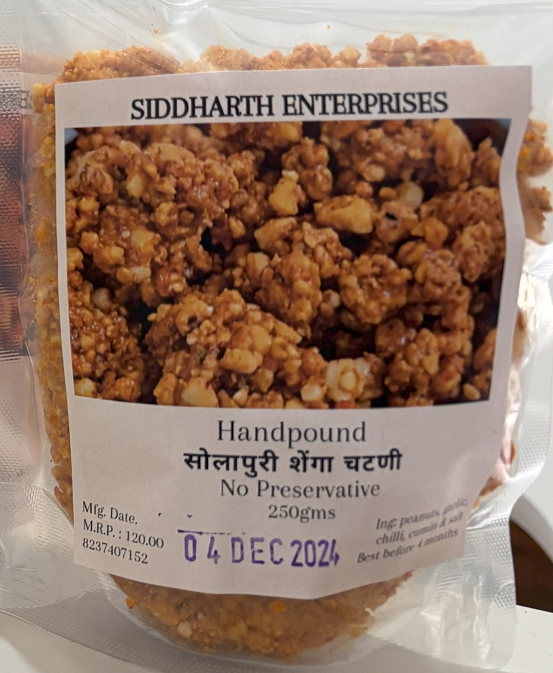 SIDDHARTH ENTERPRISES
Handpound
सोलापुरी शेंगा चटणी
No Preservative
250gms
Mfg. Date.
M.R.P. : 120.00
8237407152
04 DEC 2024
Ing: peanuts, garlic,
chilli, cumin & salt
Best before 4 months